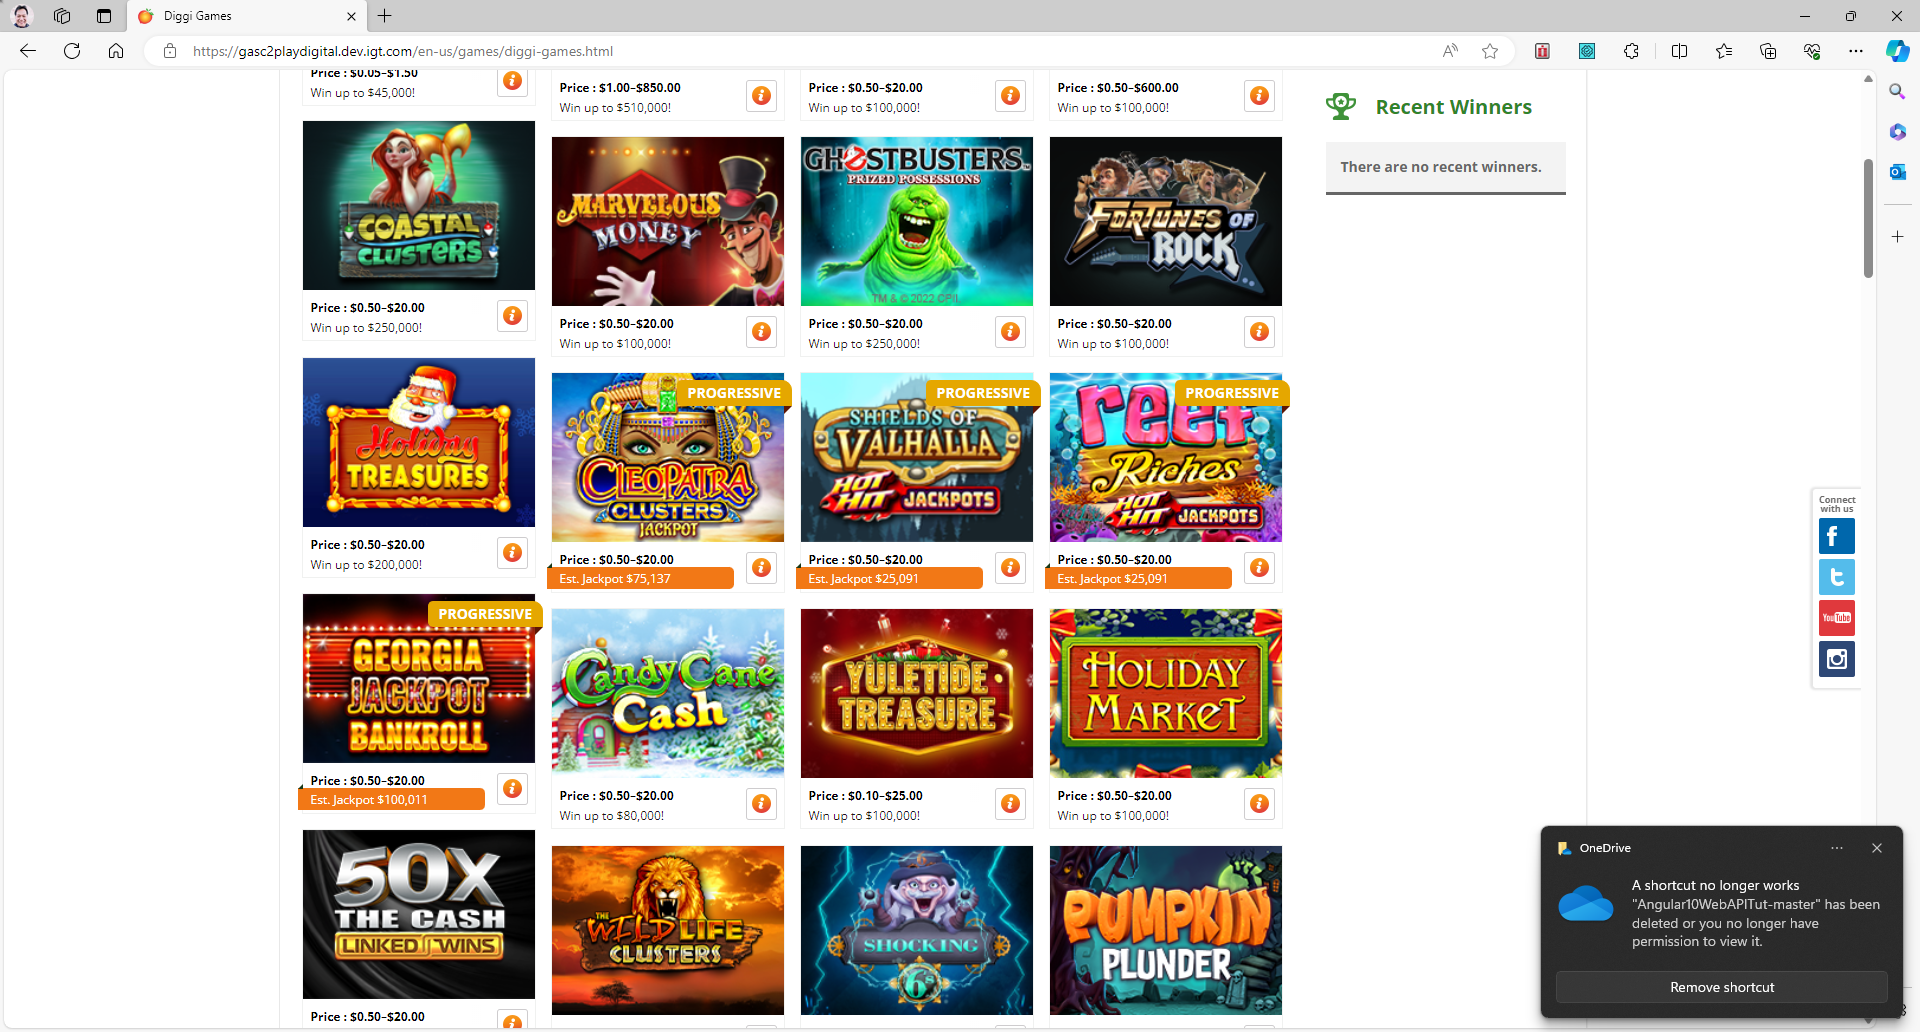 Diggi Games
https://gasc2playdigital.dev.igt.com/en-us/games/diggi-games.html
Price : $0.05–$1.50
Win up to $45,000!
Price : $1.00–$850.00
Win up to $510,000!
Price : $0.50–$20.00
Win up to $100,000!
Price : $0.50–$600.00
Win up to $100,000!
Recent Winners
There are no recent winners.
COASTAL
CLUSTERS
Price : $0.50–$20.00
Win up to $250,000!
MARVELOUS
MONEY
Price : $0.50–$20.00
Win up to $100,000!
GHOSTBUSTERS™
PRIZED POSSESSIONS
TM & © 2022 CPII
Price : $0.50–$20.00
Win up to $250,000!
FORTUNES OF
ROCK
Price : $0.50–$20.00
Win up to $100,000!
Holiday
TREASURES
Price : $0.50–$20.00
Win up to $200,000!
PROGRESSIVE
CLEOPATRA
CLUSTERS
JACKPOT
Price : $0.50–$20.00
Est. Jackpot $75,137
PROGRESSIVE
SHIELDS OF
VALHALLA
HOT
HIT JACKPOTS
Price : $0.50–$20.00
Est. Jackpot $25,091
PROGRESSIVE
reef
Riches
HOT
HIT JACKPOTS
Price : $0.50–$20.00
Est. Jackpot $25,091
Connect
with us
f
t
YouTube
PROGRESSIVE
GEORGIA
JACKPOT
BANKROLL
Price : $0.50–$20.00
Est. Jackpot $100,011
Candy Cane
Cash
Price : $0.50–$20.00
Win up to $80,000!
YULETIDE
TREASURE
Price : $0.10–$25.00
Win up to $100,000!
HOLIDAY
MARKET
Price : $0.50–$20.00
Win up to $100,000!
50X
THE CASH
LINKED WINS
Price : $0.50–$20.00
THE WILD LIFE
CLUSTERS
SHOCKING
6s
PUMPKIN
PLUNDER
OneDrive
A shortcut no longer works
"Angular10WebAPITut-master" has been
deleted or you no longer have
permission to view it.
Remove shortcut